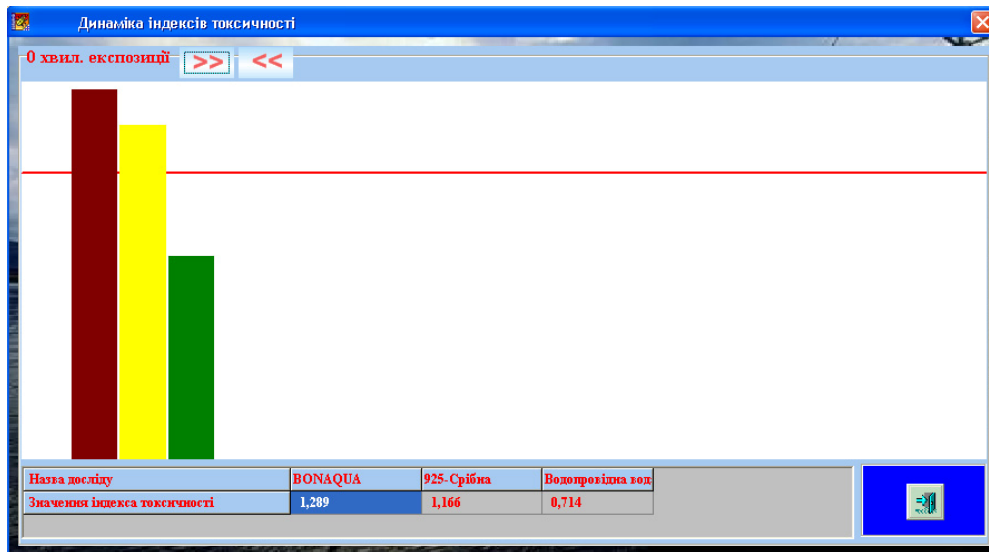 Динаміка індексів токсичності
0 хвил. експозиції >> <<
Назва досліду BONAQUA 925-Срібна Водопровідна вод
Значення індекса токсичності 1,289 1,166 0,714